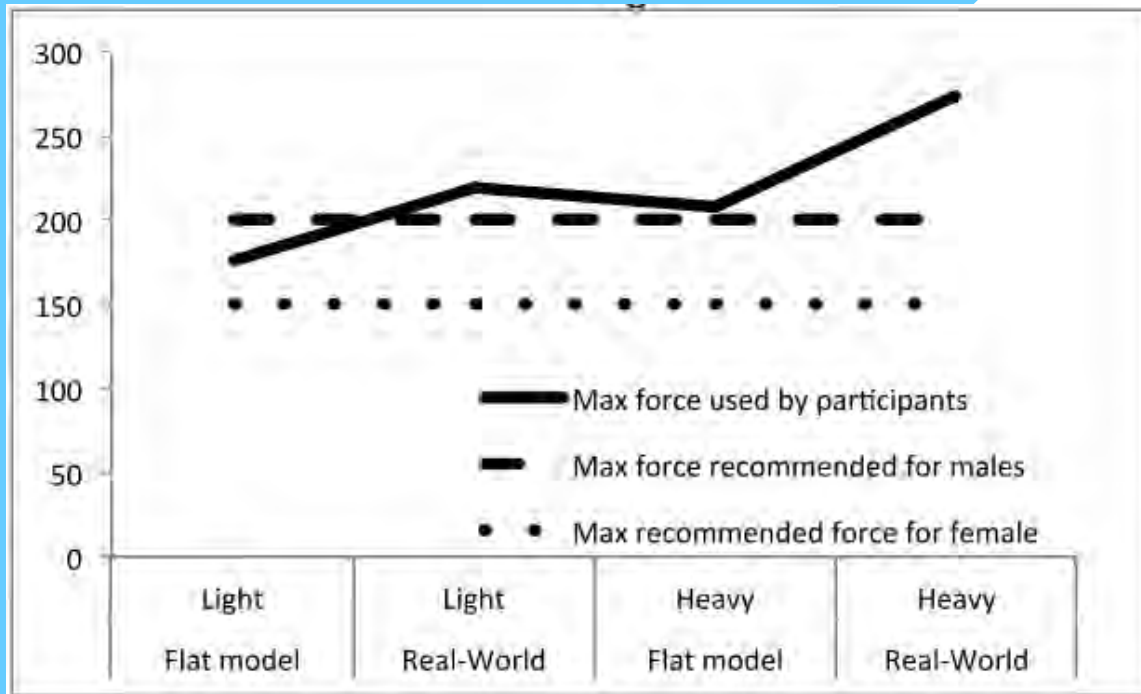 300
250
200
150
100
50
0
Max force used by participants
Max force recommended for males
Max recommended force for female
Light Light Heavy Heavy
Flat model Real-World Flat model Real-World